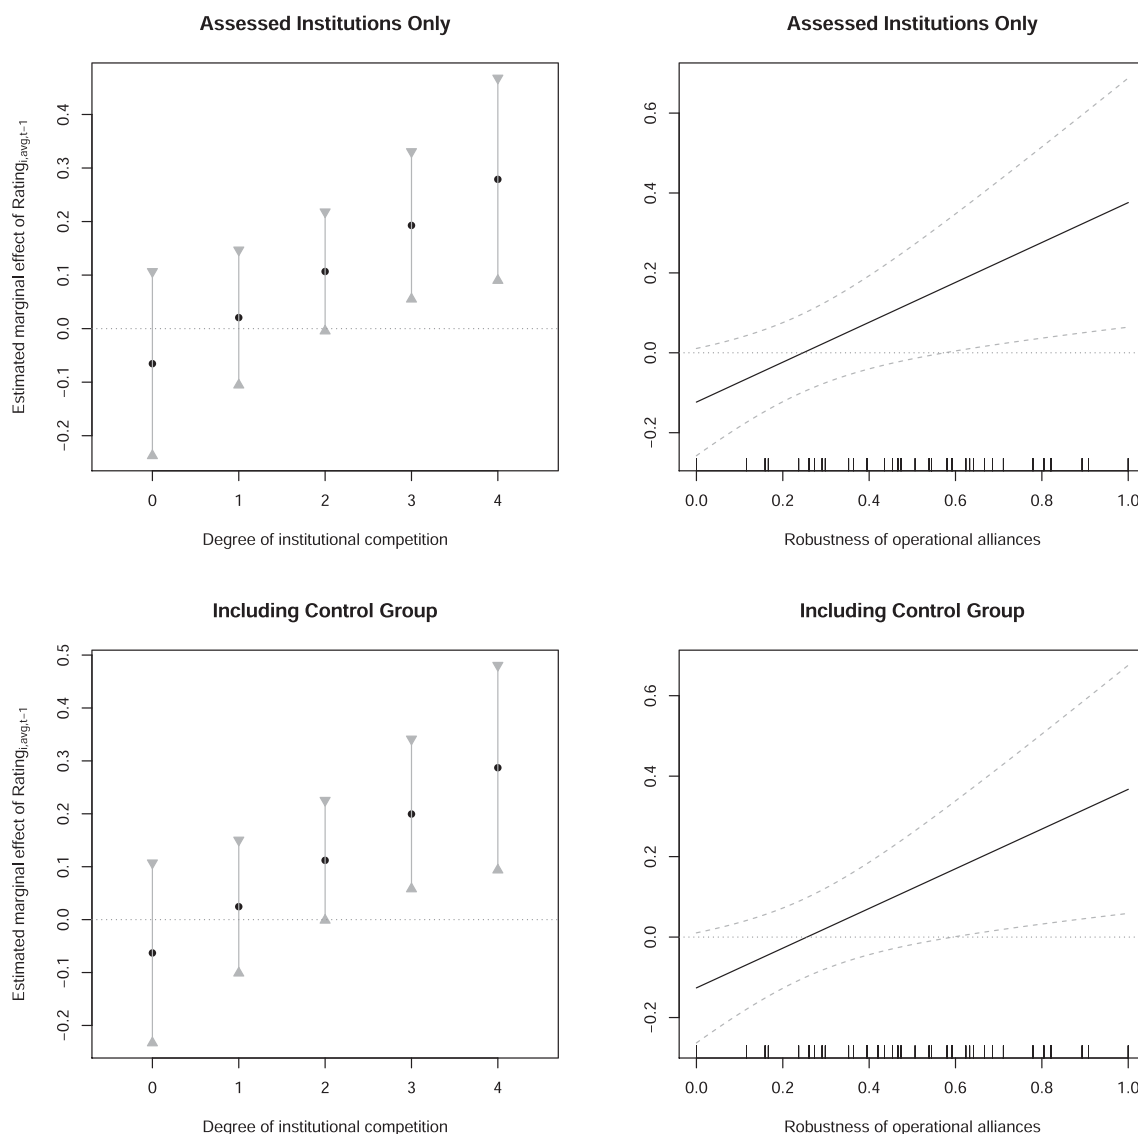 Assessed Institutions Only
Estimated marginal effect of Rating_i,avg,t−1
0.4
0.3
0.2
0.1
0.0
−0.1
−0.2
0 1 2 3 4
Degree of institutional competition
Assessed Institutions Only
0.6
0.4
0.2
0.0
−0.2
0.0 0.2 0.4 0.6 0.8 1.0
Robustness of operational alliances
Including Control Group
Estimated marginal effect of Rating_i,avg,t−1
0.5
0.4
0.3
0.2
0.1
0.0
−0.1
−0.2
0 1 2 3 4
Degree of institutional competition
Including Control Group
0.6
0.4
0.2
0.0
−0.2
0.0 0.2 0.4 0.6 0.8 1.0
Robustness of operational alliances